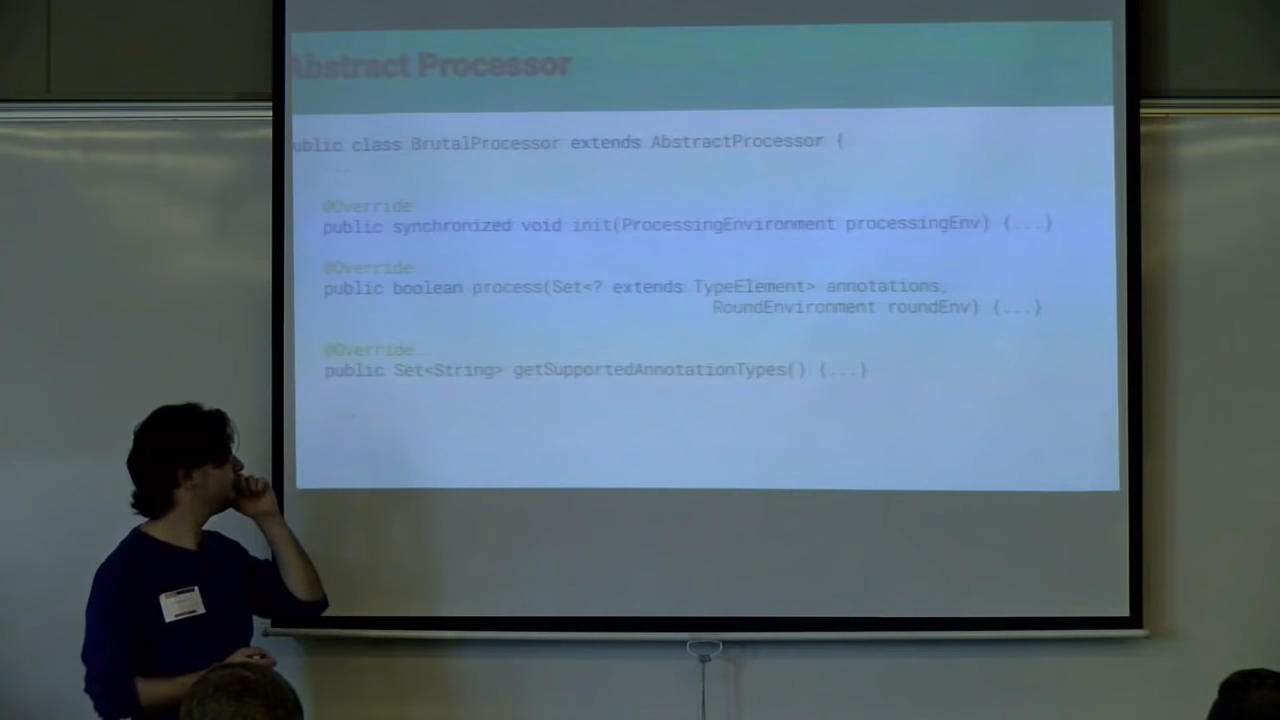 Abstract Processor
ublic class BrutalProcessor extends AbstractProcessor {
@Override
public synchronized void init(ProcessingEnvironment processingEnv) {...}
@Override
public boolean process(Set<? extends TypeElement> annotations,
RoundEnvironment roundEnv) {...}
@Override
public Set<String> getSupportedAnnotationTypes() {...}